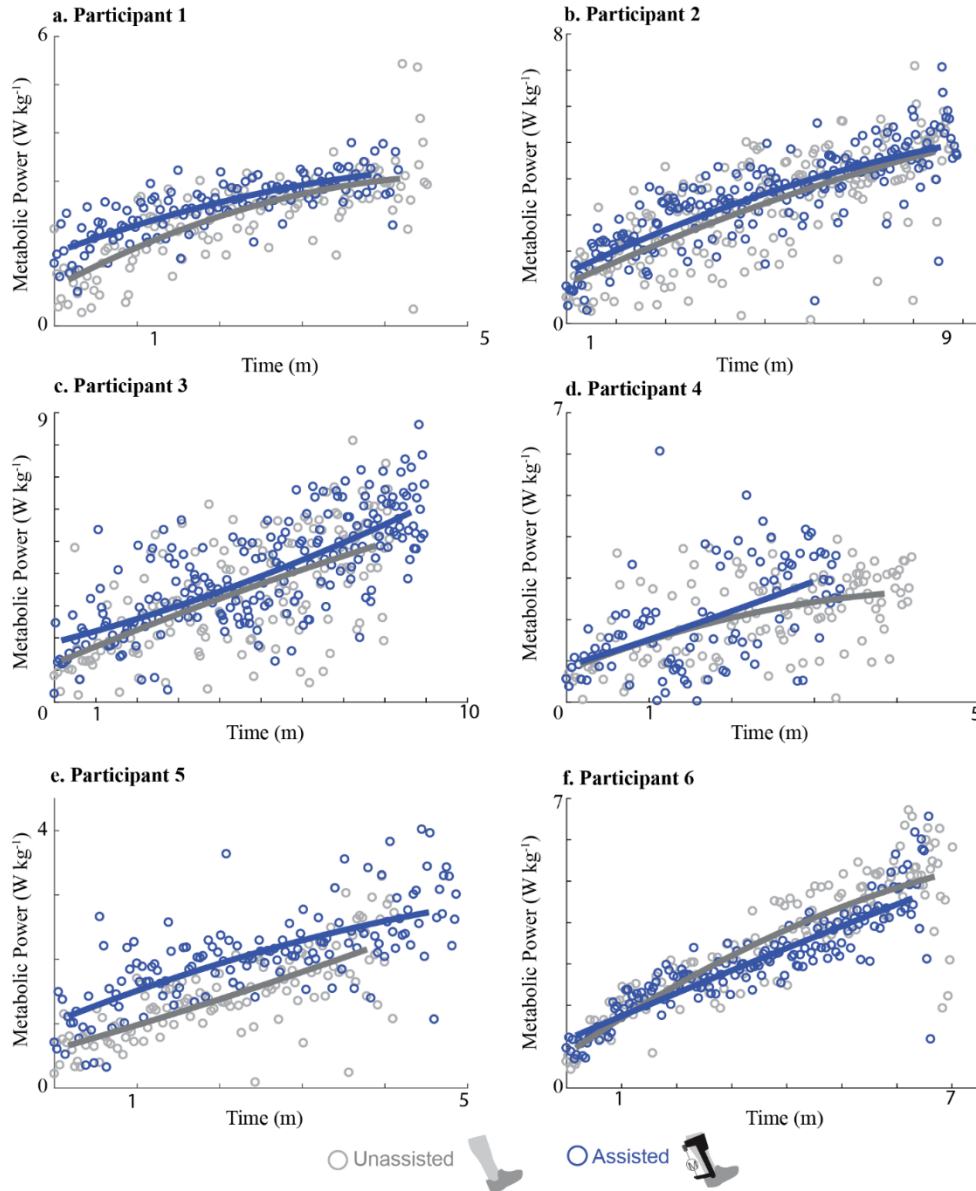 a. Participant 1
6
Metabolic Power (W kg⁻¹)
0
1
5
Time (m)
b. Participant 2
8
Metabolic Power (W kg⁻¹)
0
1
9
Time (m)
c. Participant 3
9
Metabolic Power (W kg⁻¹)
0
1
10
Time (m)
d. Participant 4
7
Metabolic Power (W kg⁻¹)
0
1
5
Time (m)
e. Participant 5
4
Metabolic Power (W kg⁻¹)
0
1
5
Time (m)
f. Participant 6
7
Metabolic Power (W kg⁻¹)
0
1
7
Time (m)
Unassisted
Assisted
M